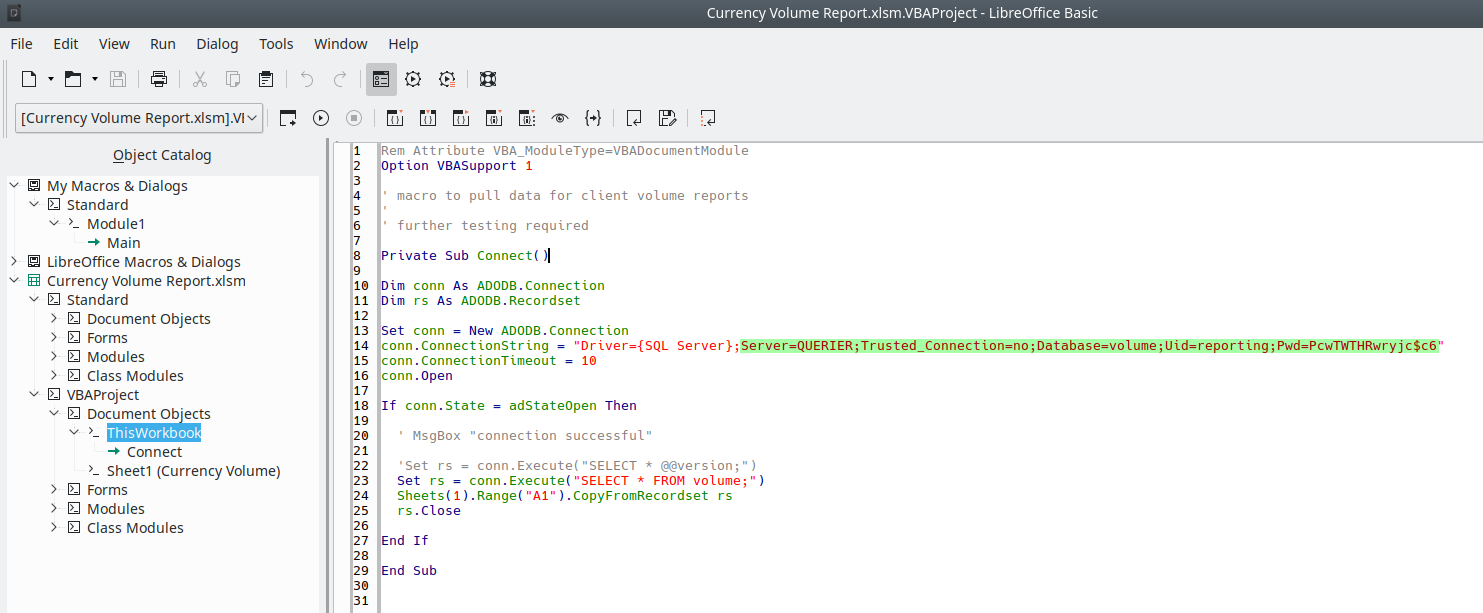 Currency Volume Report.xlsm.VBAProject - LibreOffice Basic
File Edit View Run Dialog Tools Window Help
[Currency Volume Report.xlsm].VI
Object Catalog
My Macros & Dialogs
Standard
Module1
Main
LibreOffice Macros & Dialogs
Currency Volume Report.xlsm
Standard
Document Objects
Forms
Modules
Class Modules
VBAProject
Document Objects
ThisWorkbook
Connect
Sheet1 (Currency Volume)
Forms
Modules
Class Modules
1 Rem Attribute VBA_ModuleType=VBADocumentModule
2 Option VBASupport 1
3
4 ' macro to pull data for client volume reports
5 '
6 ' further testing required
7
8 Private Sub Connect()
9
10 Dim conn As ADODB.Connection
11 Dim rs As ADODB.Recordset
12
13 Set conn = New ADODB.Connection
14 conn.ConnectionString = "Driver={SQL Server};Server=QUERIER;Trusted_Connection=no;Database=volume;Uid=reporting;Pwd=PcwTWTHRwryjc$c6"
15 conn.ConnectionTimeout = 10
16 conn.Open
17
18 If conn.State = adStateOpen Then
19
20 ' MsgBox "connection successful"
21
22 'Set rs = conn.Execute("SELECT * @@version;")
23 Set rs = conn.Execute("SELECT * FROM volume;")
24 Sheets(1).Range("A1").CopyFromRecordset rs
25 rs.Close
26
27 End If
28
29 End Sub
30
31